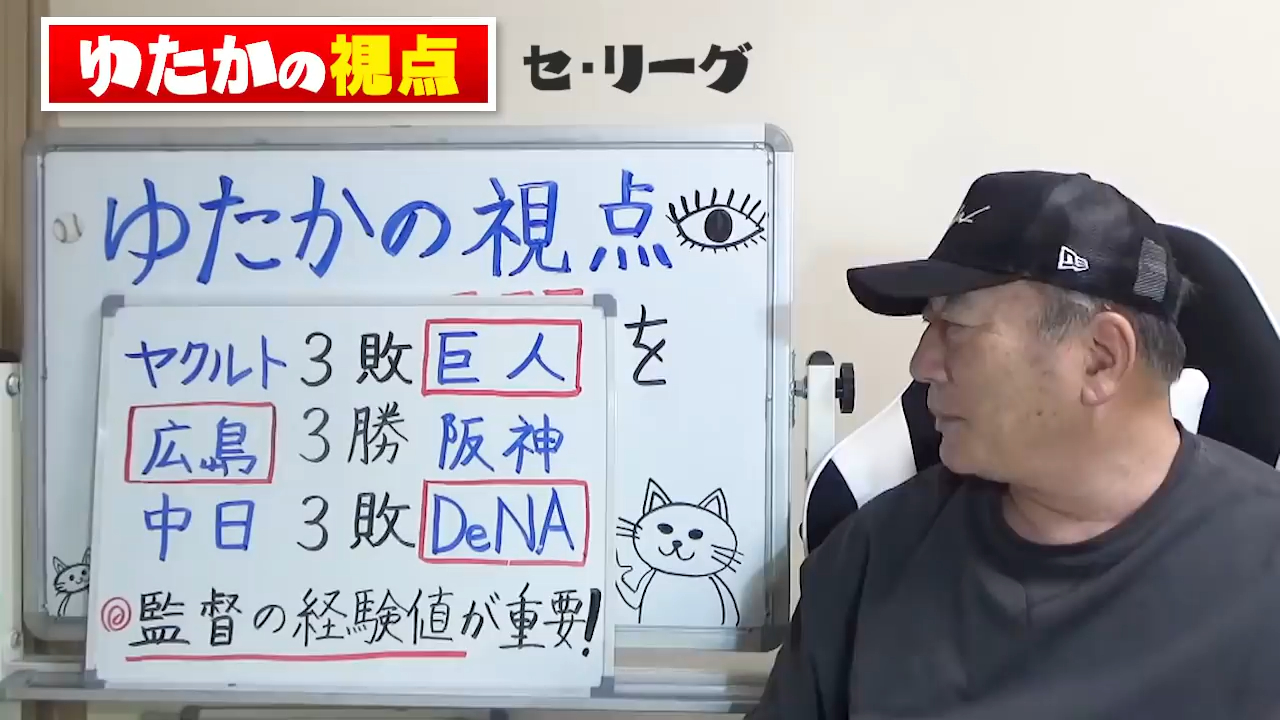 ゆたかの視点 セ・リーグ
ゆたかの視点
を
ヤクルト 3敗 巨人
広島 3勝 阪神
中日 3敗 DeNA
◎監督の経験値が重要!